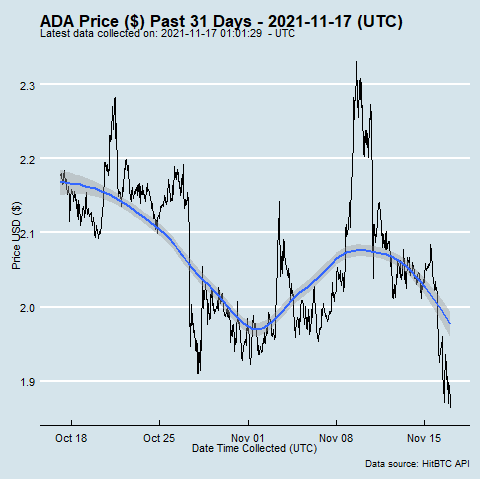 ADA Price ($) Past 31 Days - 2021-11-17 (UTC)
Latest data collected on: 2021-11-17 01:01:29 - UTC
Price USD ($)
2.3
2.2
2.1
2.0
1.9
Oct 18 Oct 25 Nov 01 Nov 08 Nov 15
Date Time Collected (UTC)
Data source: HitBTC API